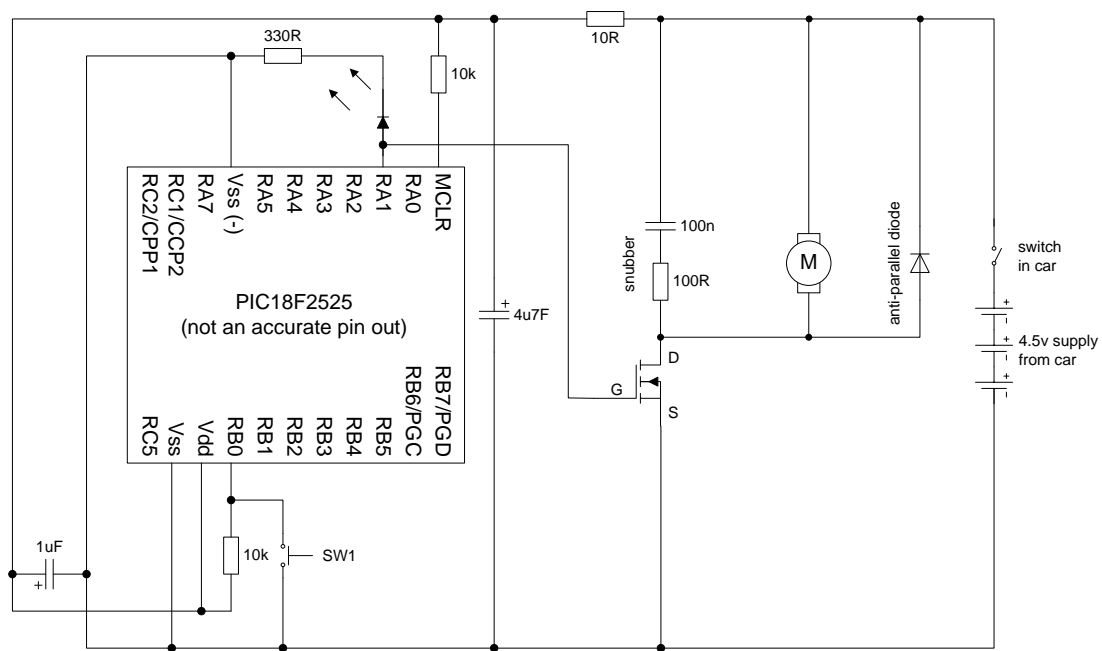 10R
330R
10k
MCLR
RA0
RA1
RA2
RA3
RA4
RA5
Vss (-)
RA7
RC1/CCP2
RC2/CPP1
100n
snubber
100R
M
anti-parallel diode
switch
in car
PIC18F2525
(not an accurate pin out)
+
4u7F
+
-
+
-
+
-
4.5v supply
from car
D
G
S
RB7/PGD
RB6/PGC
RB5
RB4
RB3
RB2
RB1
RB0
Vdd
Vss
RC5
1uF
+
10k
SW1